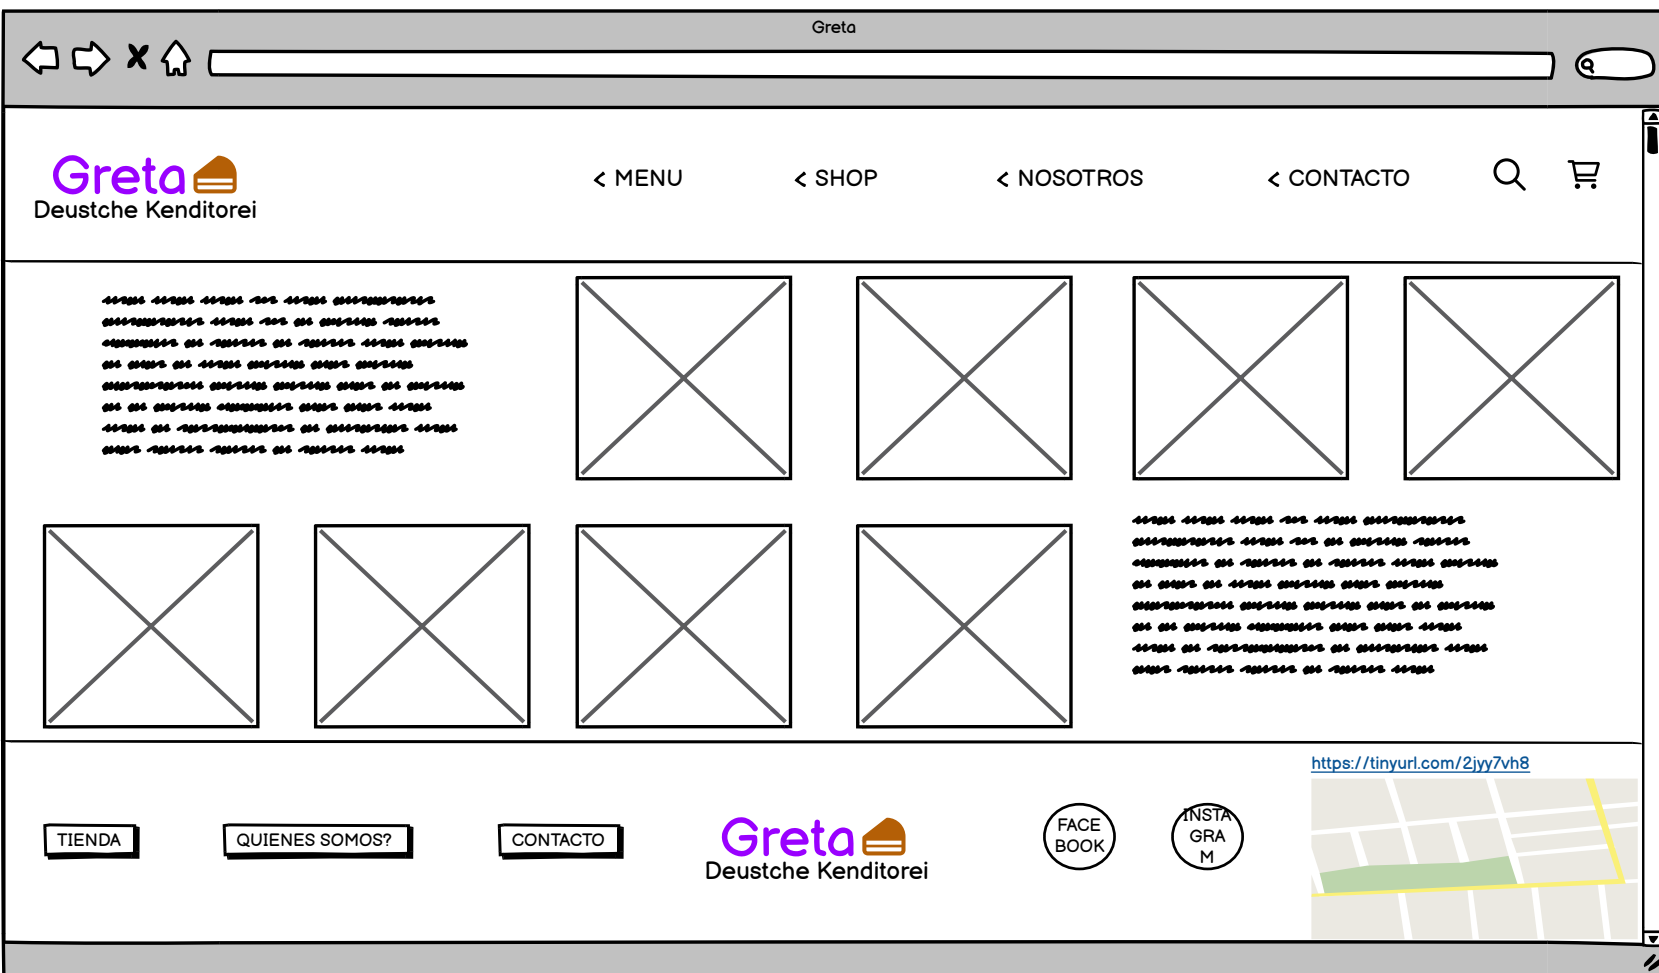 Greta
Greta
Deustche Kenditorei
< MENU
< SHOP
< NOSOTROS
< CONTACTO
https://tinyurl.com/2jyy7vh8
TIENDA
QUIENES SOMOS?
CONTACTO
Greta
Deustche Kenditorei
FACE
BOOK
INSTA
GRA
M